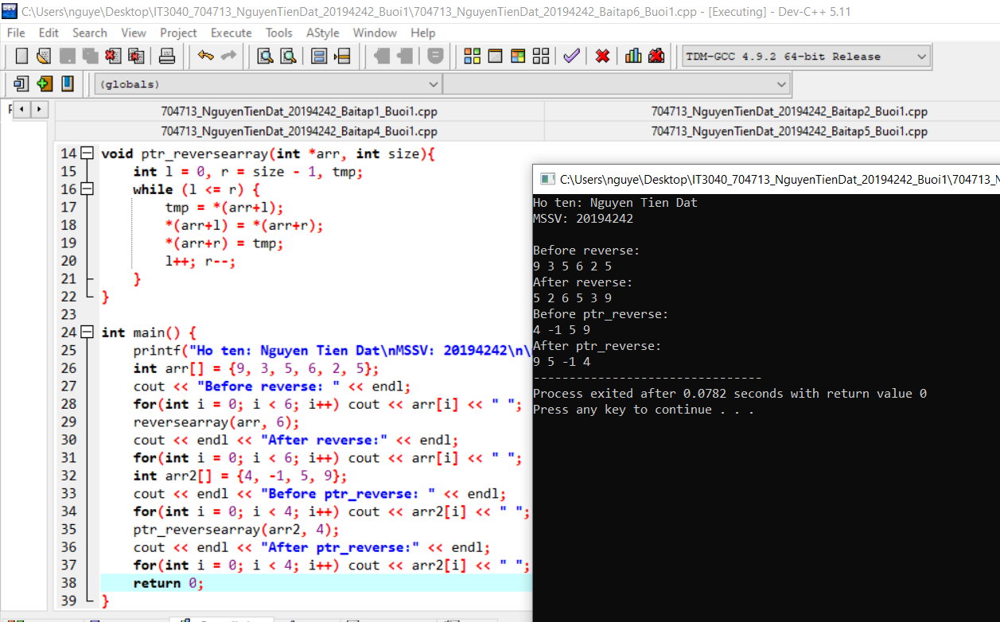 C:\Users\nguye\Desktop\IT3040_704713_NguyenTienDat_20194242_Buoi1\704713_NguyenTienDat_20194242_Baitap6_Buoi1.cpp - [Executing] - Dev-C++ 5.11
File Edit Search View Project Execute Tools AStyle Window Help
TDM-GCC 4.9.2 64-bit Release
(globals)
704713_NguyenTienDat_20194242_Baitap1_Buoi1.cpp 704713_NguyenTienDat_20194242_Baitap2_Buoi1.cpp
704713_NguyenTienDat_20194242_Baitap4_Buoi1.cpp 704713_NguyenTienDat_20194242_Baitap5_Buoi1.cpp
14 void ptr_reversearray(int *arr, int size){
15 int l = 0, r = size - 1, tmp;
16 while (l <= r) {
17 tmp = *(arr+l);
18 *(arr+l) = *(arr+r);
19 *(arr+r) = tmp;
20 l++; r--;
21 }
22 }
23
24 int main() {
25 printf("Ho ten: Nguyen Tien Dat\nMSSV: 20194242\n\
26 int arr[] = {9, 3, 5, 6, 2, 5};
27 cout << "Before reverse: " << endl;
28 for(int i = 0; i < 6; i++) cout << arr[i] << " ";
29 reversearray(arr, 6);
30 cout << endl << "After reverse:" << endl;
31 for(int i = 0; i < 6; i++) cout << arr[i] << " ";
32 int arr2[] = {4, -1, 5, 9};
33 cout << endl << "Before ptr_reverse: " << endl;
34 for(int i = 0; i < 4; i++) cout << arr2[i] << " ";
35 ptr_reversearray(arr2, 4);
36 cout << endl << "After ptr_reverse:" << endl;
37 for(int i = 0; i < 4; i++) cout << arr2[i] << " ";
38 return 0;
39 }
C:\Users\nguye\Desktop\IT3040_704713_NguyenTienDat_20194242_Buoi1\704713_N
Ho ten: Nguyen Tien Dat
MSSV: 20194242
Before reverse:
9 3 5 6 2 5
After reverse:
5 2 6 5 3 9
Before ptr_reverse:
4 -1 5 9
After ptr_reverse:
9 5 -1 4
--------------------------------
Process exited after 0.0782 seconds with return value 0
Press any key to continue . . .